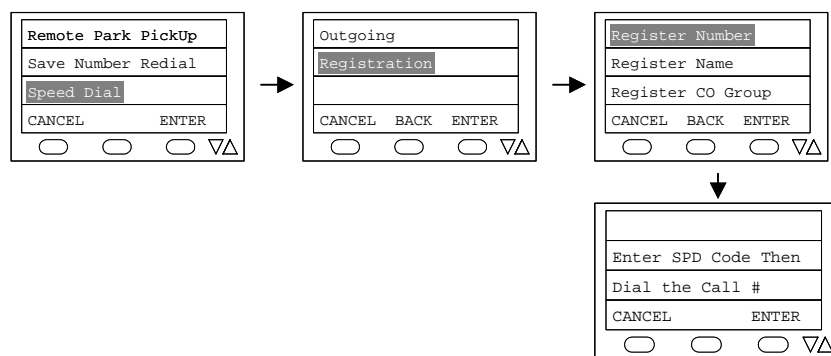 Remote Park PickUp
Save Number Redial
Speed Dial
CANCEL ENTER
Outgoing
Registration
CANCEL BACK ENTER
Register Number
Register Name
Register CO Group
CANCEL BACK ENTER
Enter SPD Code Then
Dial the Call #
CANCEL ENTER